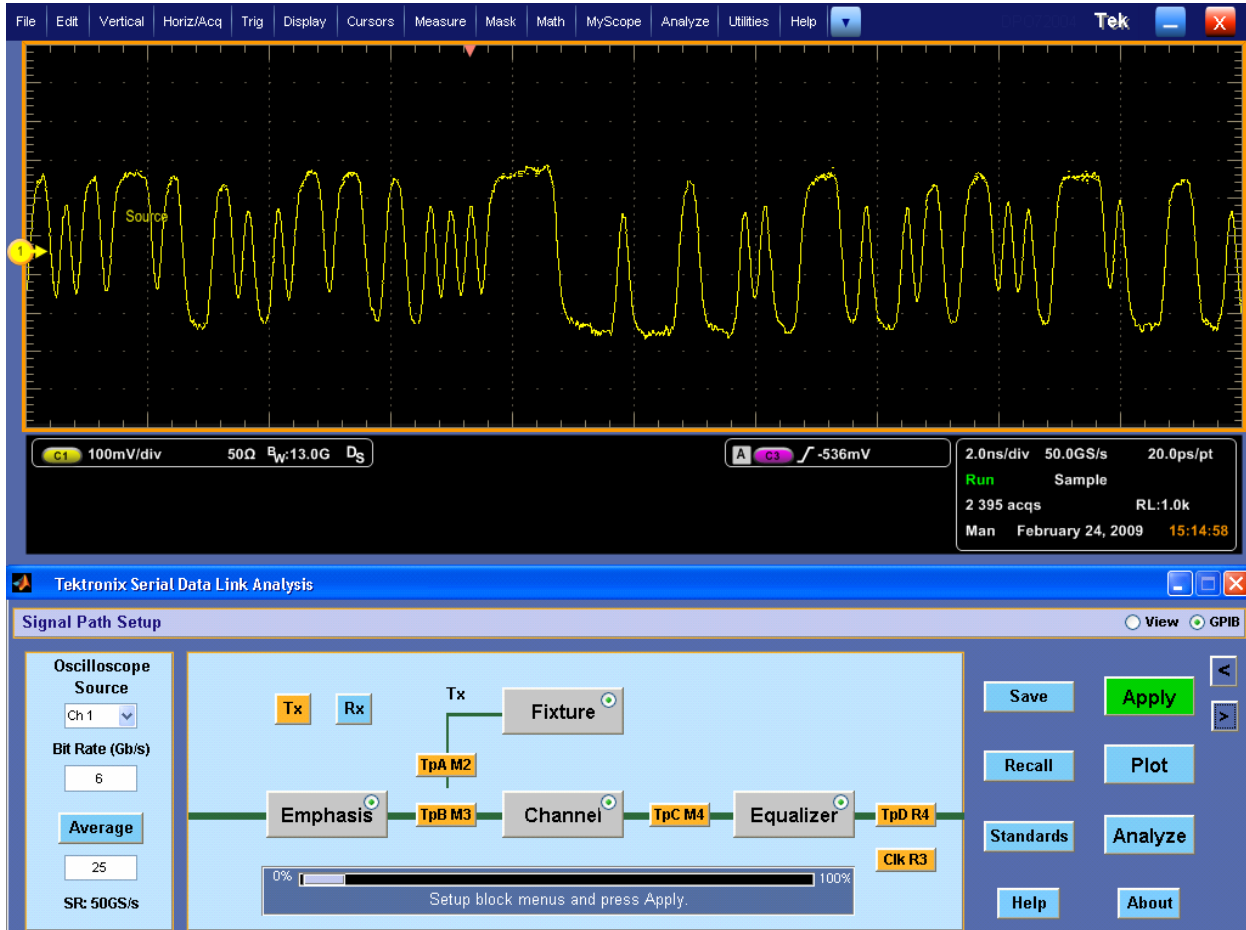 File Edit Vertical Horiz/Acq Trig Display Cursors Measure Mask Math MyScope Analyze Utilities Help Tek X
Source
1
C1 100mV/div 50Ω BW:13.0G DS
A C3 -536mV
2.0ns/div 50.0GS/s 20.0ps/pt
Run Sample
2 395 acqs RL:1.0k
Man February 24, 2009 15:14:58
Tektronix Serial Data Link Analysis
Signal Path Setup
View GPIB
Oscilloscope
Source
Ch 1
Bit Rate (Gb/s)
6
Average
25
SR: 50GS/s
Tx Rx
Tx
Fixture
TpA M2
Emphasis TpB M3 Channel TpC M4 Equalizer TpD R4
Clk R3
0% 100%
Setup block menus and press Apply.
Save Apply <
>
Recall Plot
Standards Analyze
Help About